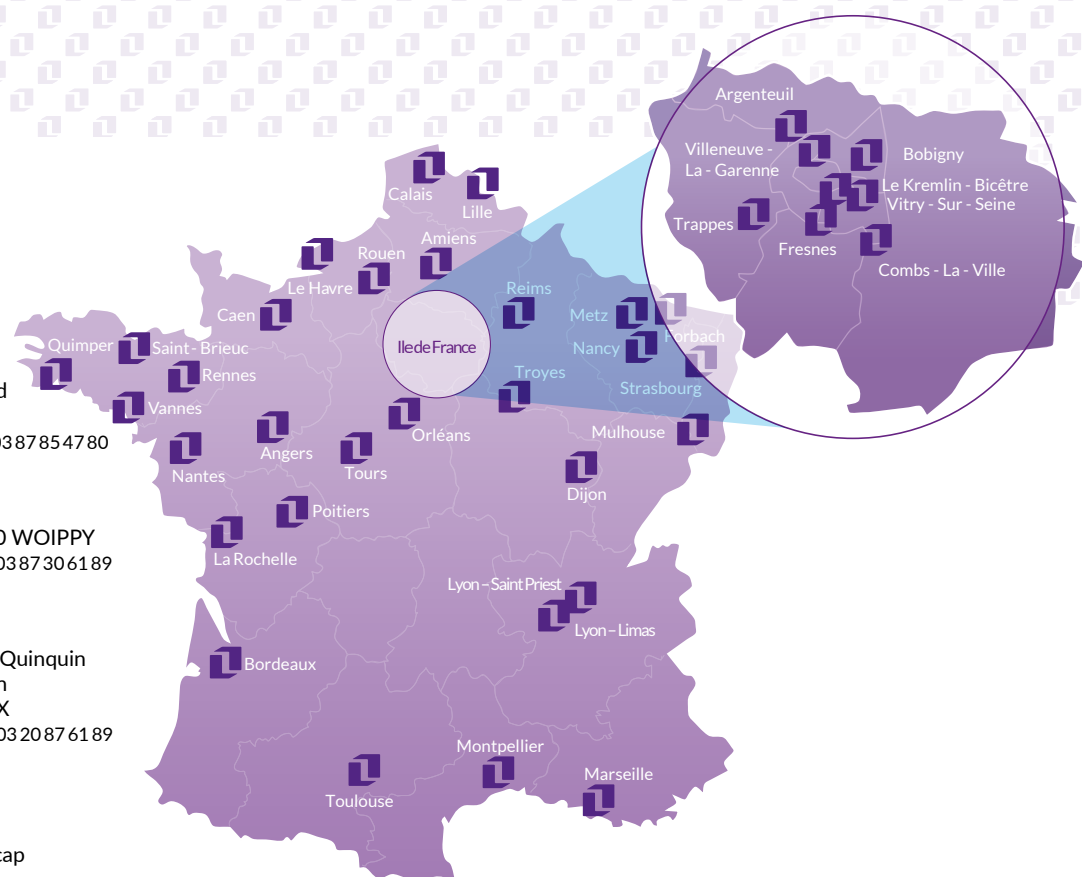 Argenteuil
Villeneuve -
La - Garenne
Bobigny
Le Kremlin - Bicêtre
Vitry - Sur - Seine
Trappes
Fresnes
Combs - La - Ville
Calais
Lille
Amiens
Rouen
Le Havre
Caen
Reims
Metz
Forbach
Nancy
Ile de France
Quimper
Saint - Brieuc
Rennes
Troyes
Strasbourg
Vannes
Orléans
Mulhouse
Angers
Tours
Nantes
Dijon
Poitiers
La Rochelle
Lyon – Saint Priest
Lyon – Limas
Bordeaux
Montpellier
Marseille
Toulouse
d
03 87 85 47 80
0 WOIPPY
03 87 30 61 89
Quinquin
n
X
03 20 87 61 89
cap